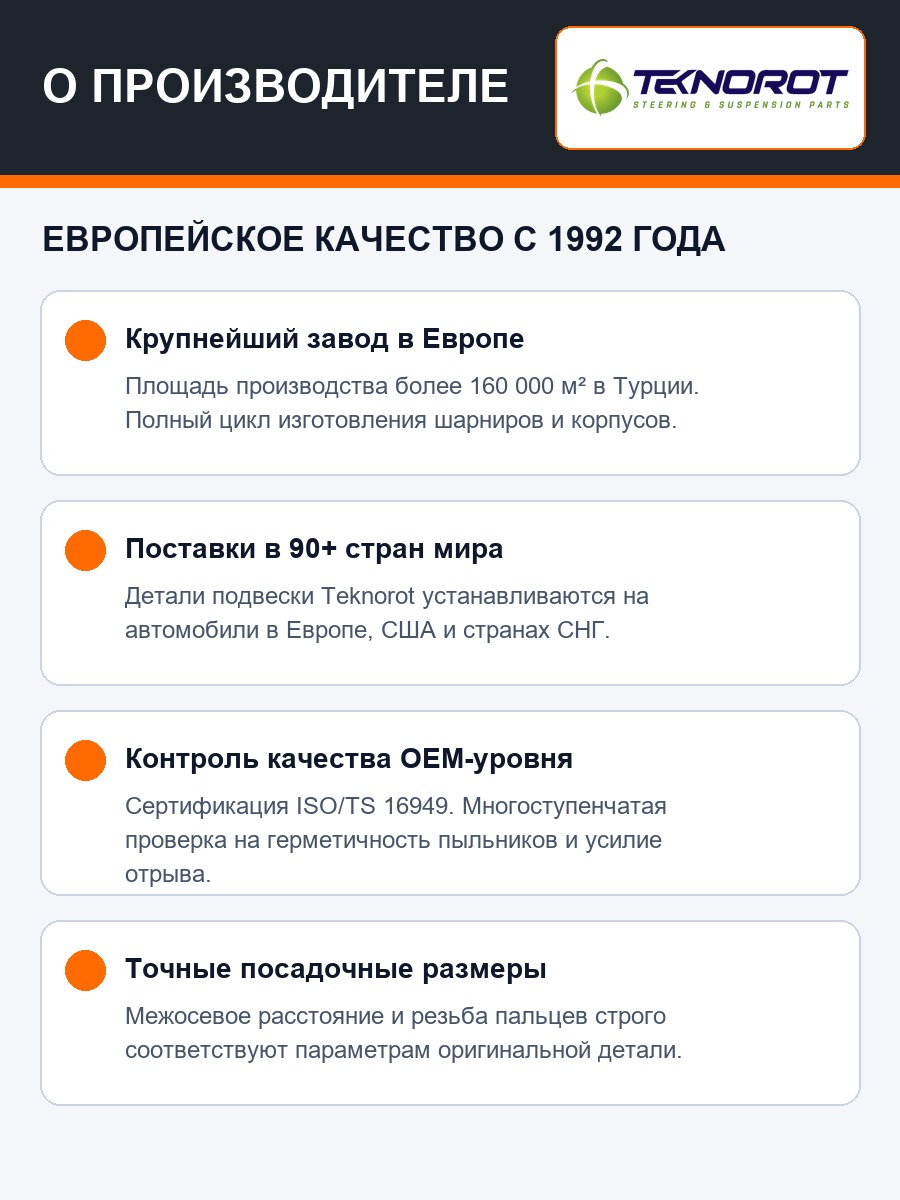 О ПРОИЗВОДИТЕЛЕ
TEKNOROT
STEERING & SUSPENSION PARTS
ЕВРОПЕЙСКОЕ КАЧЕСТВО С 1992 ГОДА
Крупнейший завод в Европе
Площадь производства более 160 000 м² в Турции.
Полный цикл изготовления шарниров и корпусов.
Поставки в 90+ стран мира
Детали подвески Teknorot устанавливаются на
автомобили в Европе, США и странах СНГ.
Контроль качества OEM-уровня
Сертификация ISO/TS 16949. Многоступенчатая
проверка на герметичность пыльников и усилие
отрыва.
Точные посадочные размеры
Межосевое расстояние и резьба пальцев строго
соответствуют параметрам оригинальной детали.